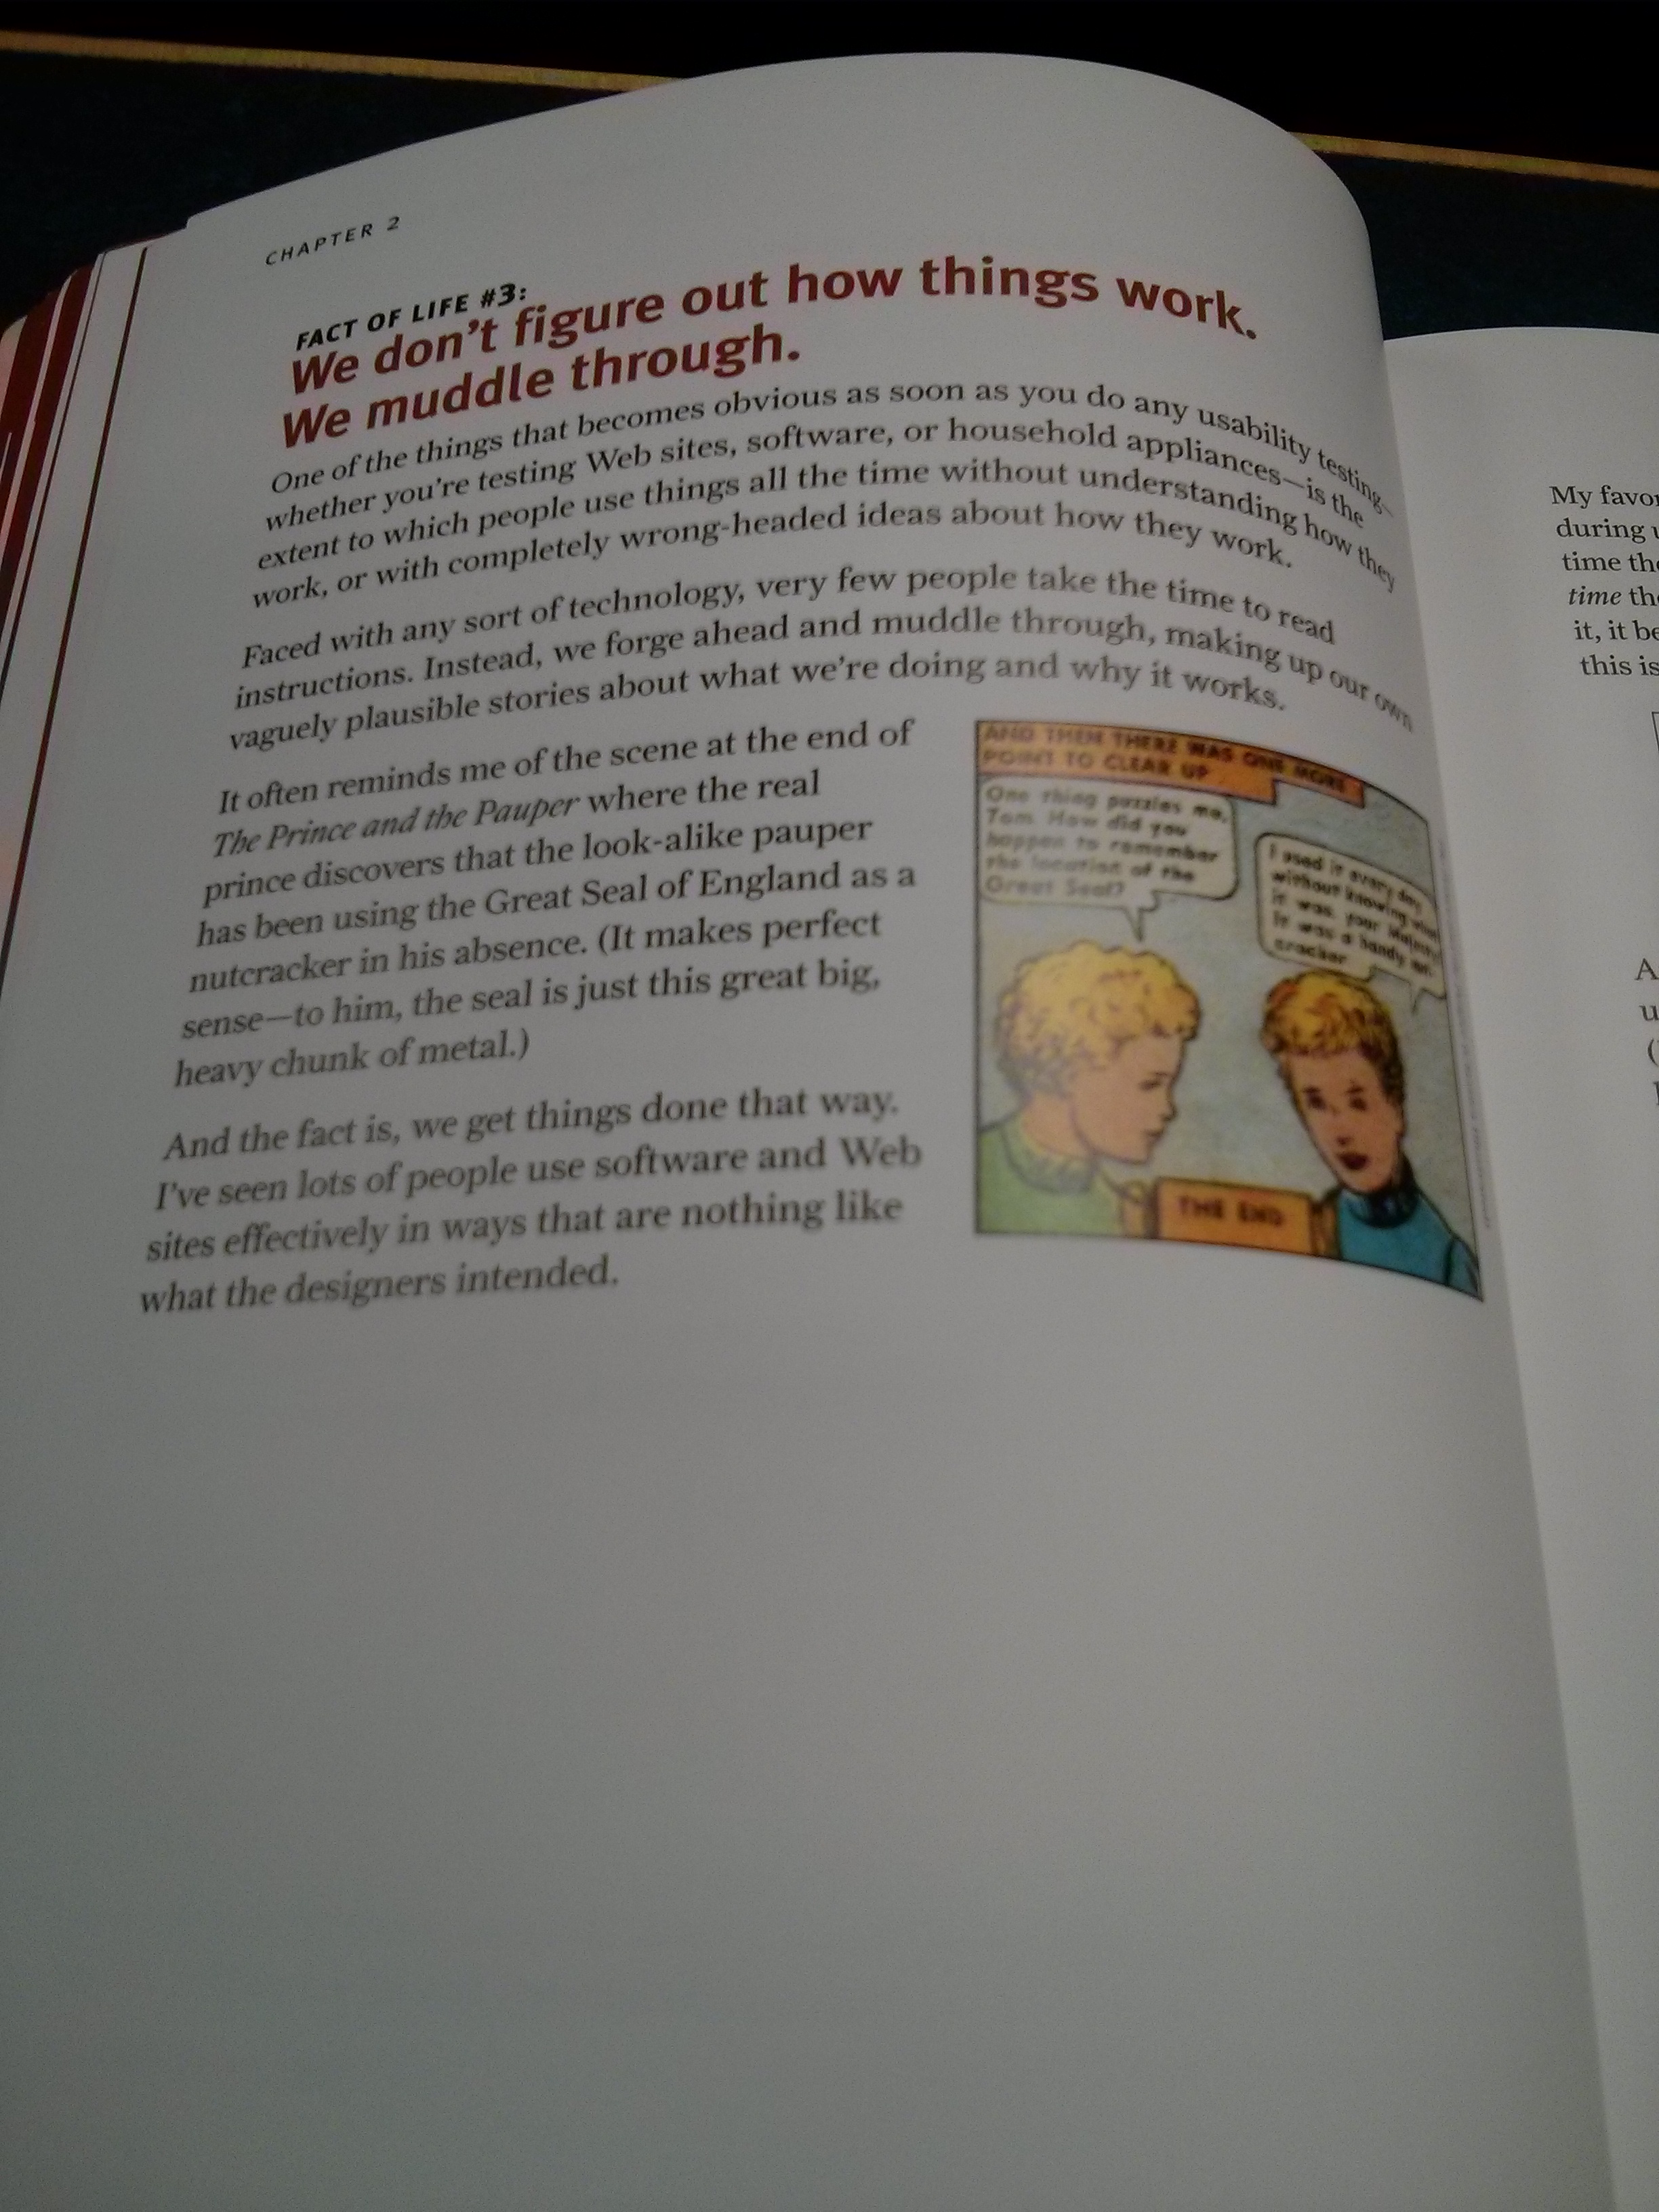 CHAPTER 2
FACT OF LIFE #3:
We don't figure out how things work.
We muddle through.
One of the things that becomes obvious as soon as you do any usability testing—
whether you're testing Web sites, software, or household appliances—is the
extent to which people use things all the time without understanding how they
work, or with completely wrong-headed ideas about how they work.
Faced with any sort of technology, very few people take the time to read
instructions. Instead, we forge ahead and muddle through, making up our own
vaguely plausible stories about what we're doing and why it works.
It often reminds me of the scene at the end of
The Prince and the Pauper where the real
prince discovers that the look-alike pauper
has been using the Great Seal of England as a
nutcracker in his absence. (It makes perfect
sense—to him, the seal is just this great big,
heavy chunk of metal.)
And the fact is, we get things done that way.
I've seen lots of people use software and Web
sites effectively in ways that are nothing like
what the designers intended.
AND THEN THERE WAS ONE MORE
POINT TO CLEAR UP
One thing puzzles me,
Tom. How did you
happen to remember
the location of the
Great Seal?
I used it every day
without knowing what
it was, your Majesty.
It was a handy nut-
cracker
THE END
My favor
during u
time the
time the
it, it be
this is
A
u
(